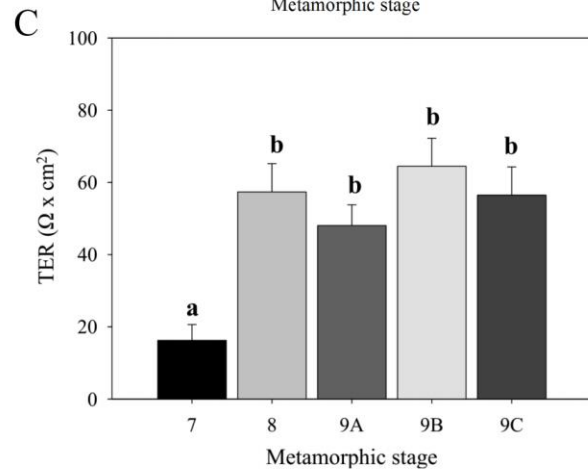 Metamorphic stage
C
100
80
60
40
20
0
TER (Ω x cm²)
a
b
b
b
b
7 8 9A 9B 9C
Metamorphic stage